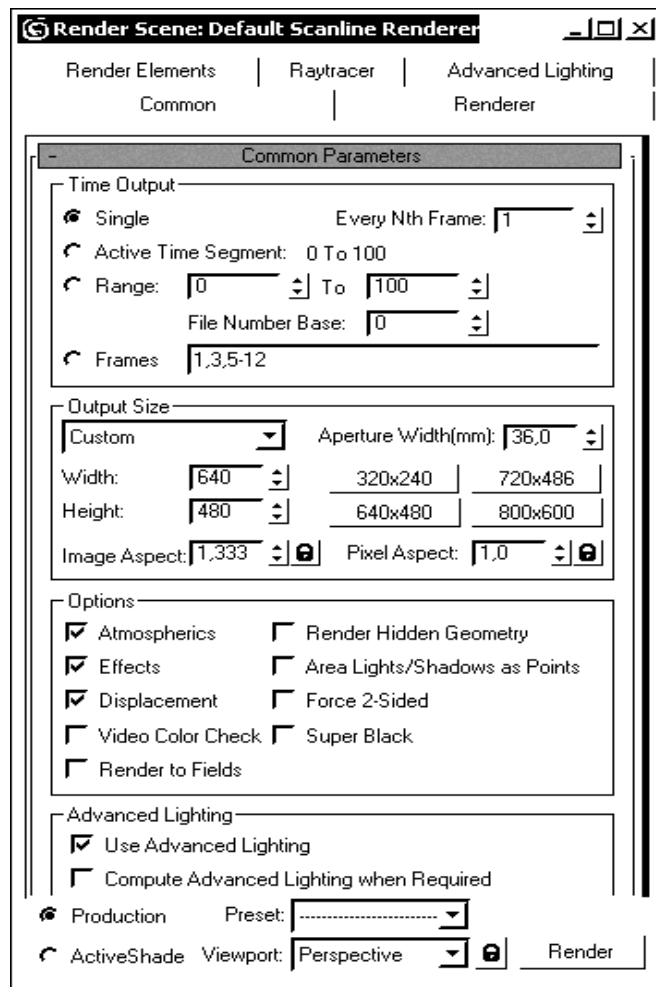 Render Scene: Default Scanline Renderer
Render Elements Raytracer Advanced Lighting
Common Renderer
- Common Parameters
Time Output
Single Every Nth Frame: 1
Active Time Segment: 0 To 100
Range: 0 To 100
File Number Base: 0
Frames 1,3,5-12
Output Size
Custom Aperture Width(mm): 36,0
Width: 640 320x240 720x486
Height: 480 640x480 800x600
Image Aspect: 1,333 Pixel Aspect: 1,0
Options
Atmospherics Render Hidden Geometry
Effects Area Lights/Shadows as Points
Displacement Force 2-Sided
Video Color Check Super Black
Render to Fields
Advanced Lighting
Use Advanced Lighting
Compute Advanced Lighting when Required
Production Preset: -------------------------
ActiveShade Viewport: Perspective Render